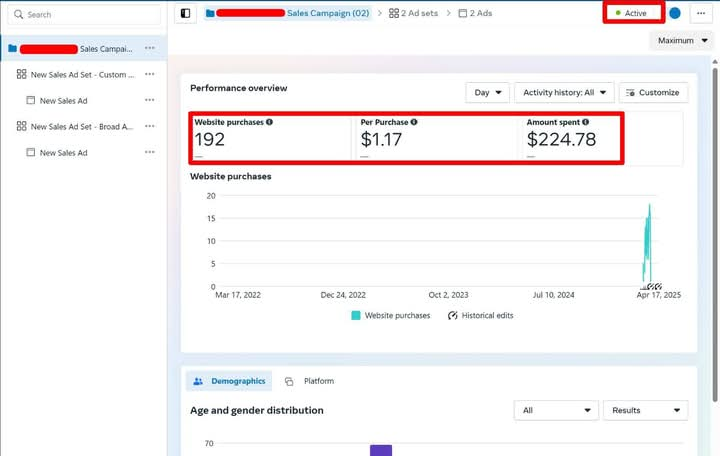 Search
Sales Campaign (02) > 2 Ad sets > 2 Ads
Active
Maximum
Sales Campai...
New Sales Ad Set - Custom ...
New Sales Ad
New Sales Ad Set - Broad A...
New Sales Ad
Performance overview
Day
Activity history: All
Customize
Website purchases
Per Purchase
Amount spent
192
$1.17
$224.78
Website purchases
20
15
10
5
0
Mar 17, 2022
Dec 24, 2022
Oct 2, 2023
Jul 10, 2024
Apr 17, 2025
Website purchases
Historical edits
Demographics
Platform
Age and gender distribution
All
Results
70